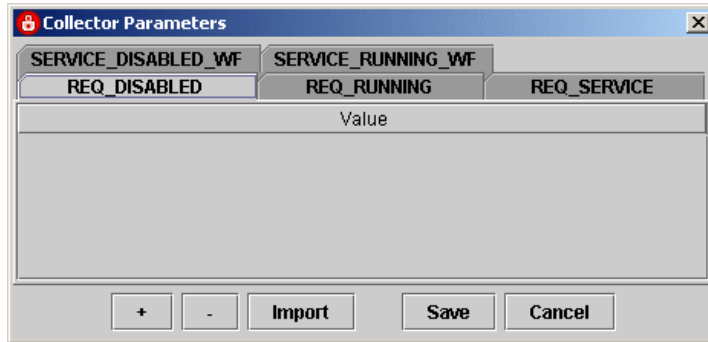 Collector Parameters
SERVICE_DISABLED_WF SERVICE_RUNNING_WF
REQ_DISABLED REQ_RUNNING REQ_SERVICE
Value
+ - Import Save Cancel